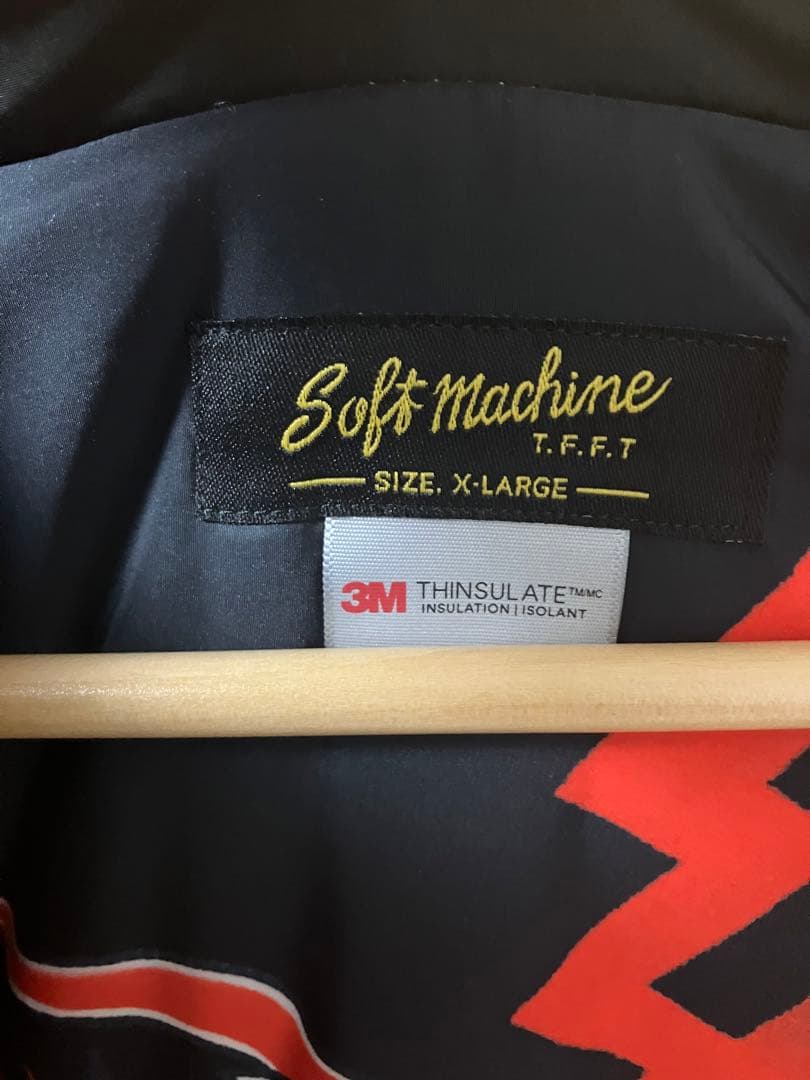 Soft Machine
T.F.F.T
SIZE. X-LARGE
3M THINSULATE™/MC
INSULATION | ISOLANT